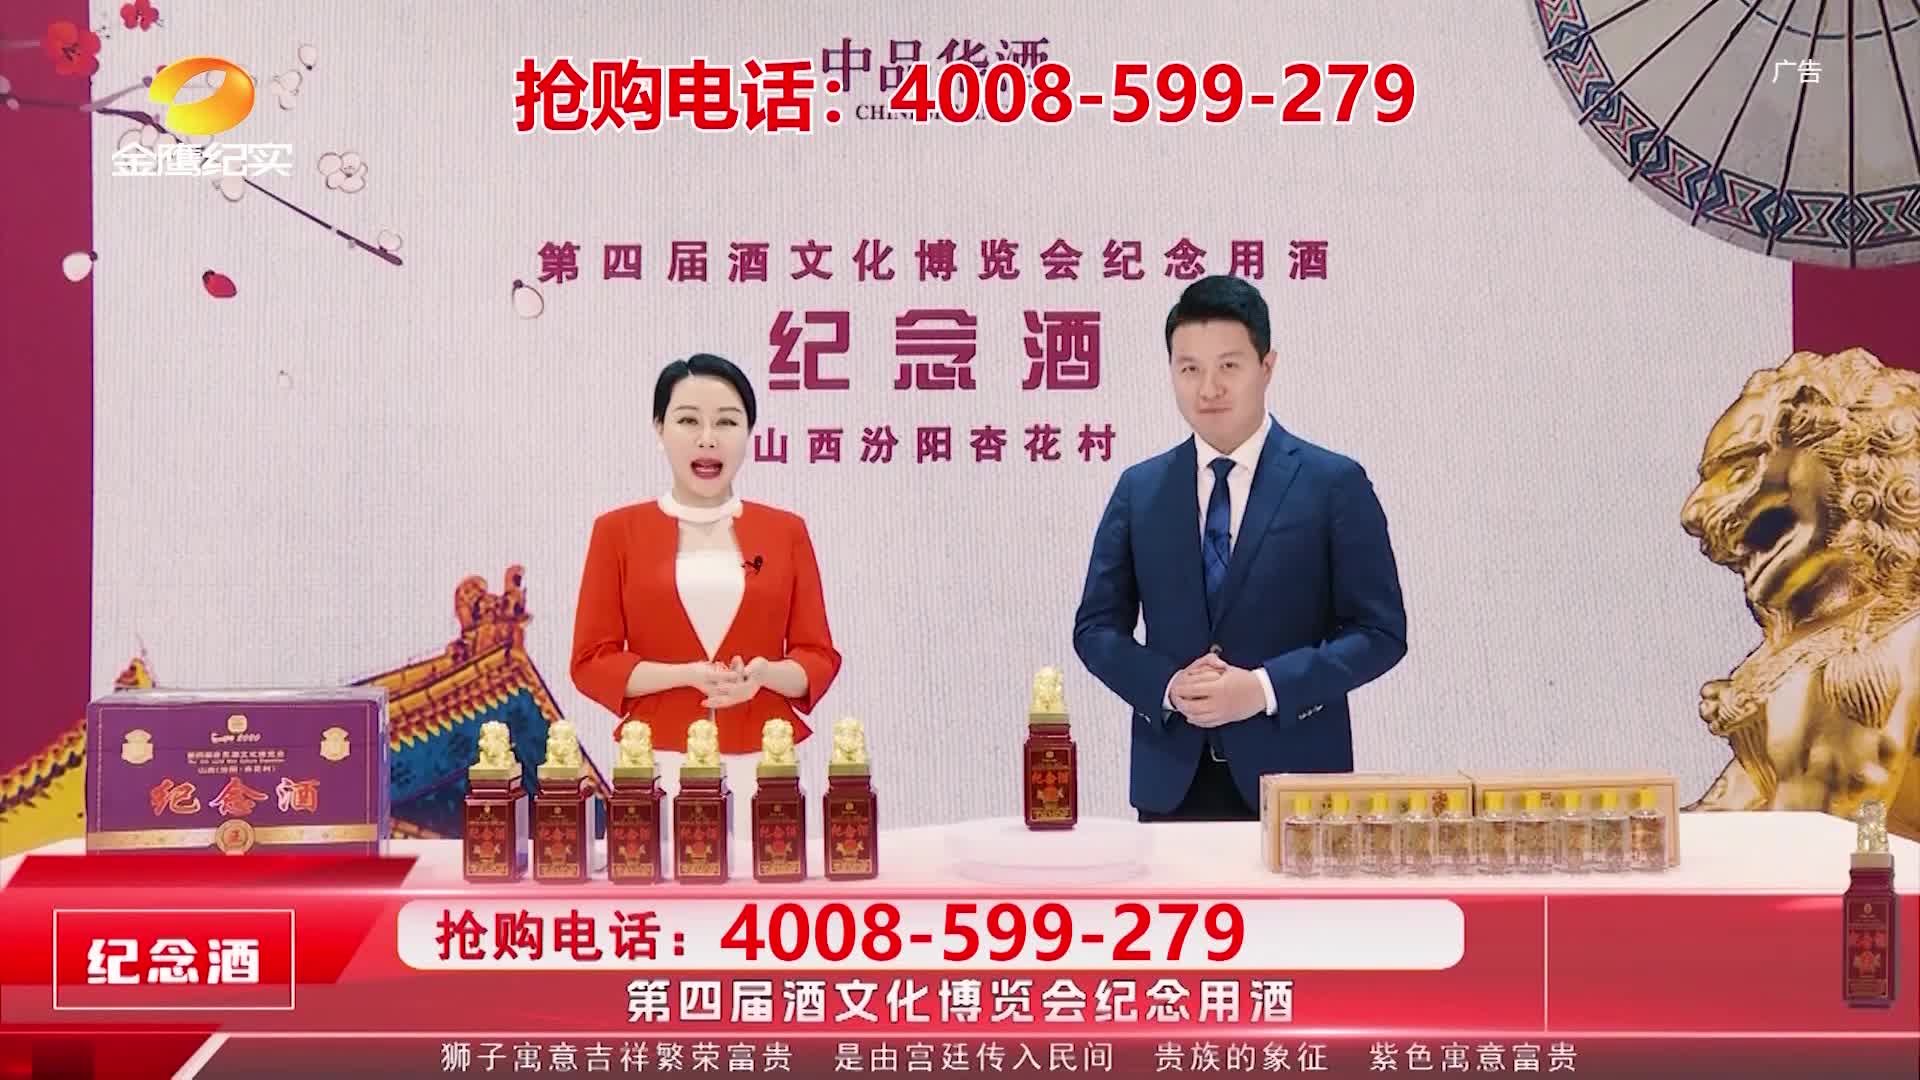 中品华酒
抢购电话：4008-599-279
广告
金鹰纪实
第四届酒文化博览会纪念用酒
纪念酒
山西汾阳杏花村
纪念酒
纪念酒
抢购电话：4008-599-279
第四届酒文化博览会纪念用酒
狮子寓意吉祥繁荣富贵 是由宫廷传入民间 贵族的象征 紫色寓意富贵